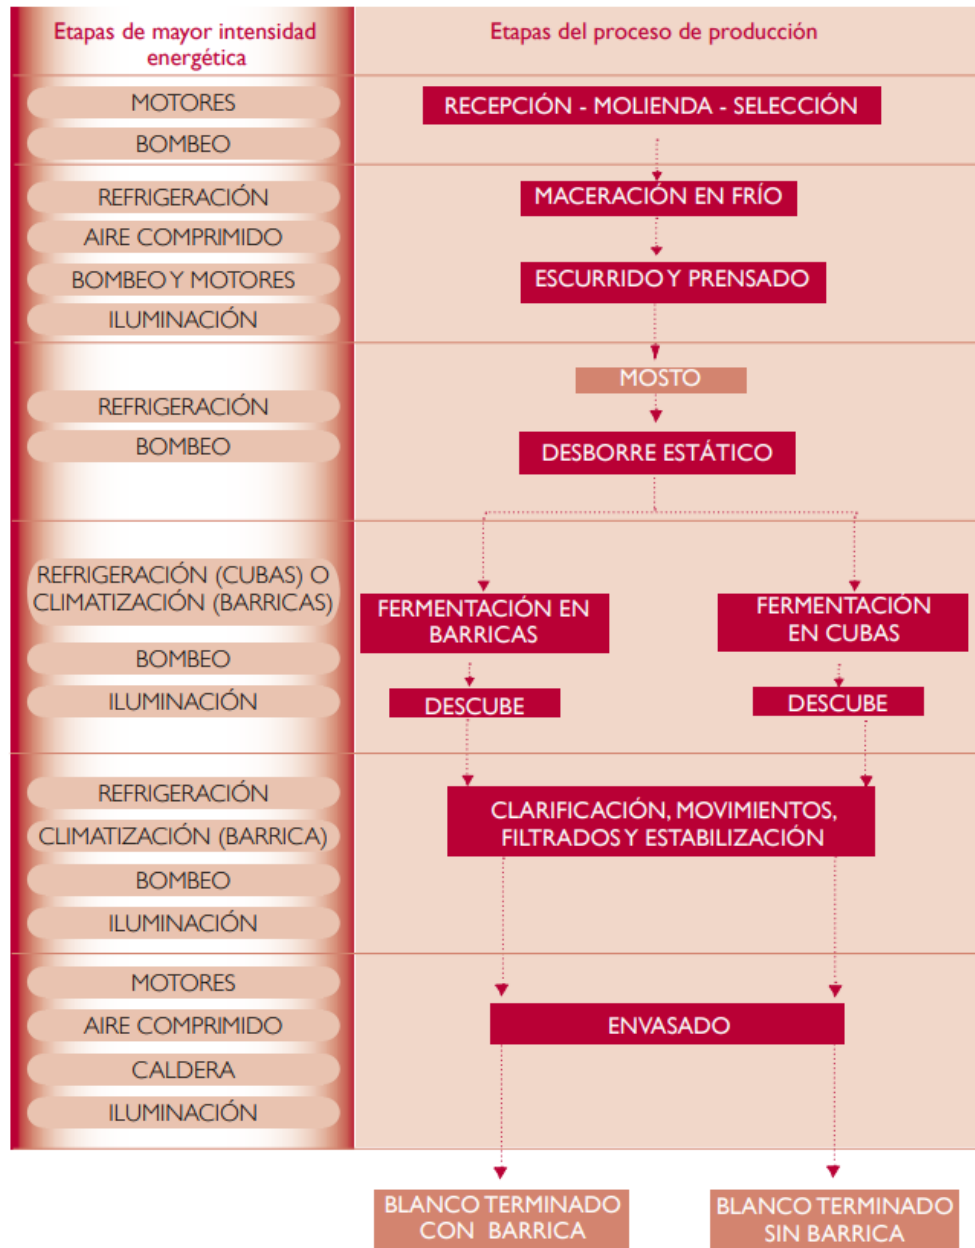 Etapas de mayor intensidad
energética
Etapas del proceso de producción
MOTORES
BOMBEO
RECEPCIÓN - MOLIENDA - SELECCIÓN
REFRIGERACIÓN
AIRE COMPRIMIDO
BOMBEO Y MOTORES
ILUMINACIÓN
MACERACIÓN EN FRÍO
ESCURRIDO Y PRENSADO
REFRIGERACIÓN
BOMBEO
MOSTO
DESBORRE ESTÁTICO
REFRIGERACIÓN (CUBAS) O
CLIMATIZACIÓN (BARRICAS)
BOMBEO
ILUMINACIÓN
FERMENTACIÓN EN
BARRICAS
FERMENTACIÓN
EN CUBAS
DESCUBE
DESCUBE
REFRIGERACIÓN
CLIMATIZACIÓN (BARRICA)
BOMBEO
ILUMINACIÓN
CLARIFICACIÓN, MOVIMIENTOS,
FILTRADOS Y ESTABILIZACIÓN
MOTORES
AIRE COMPRIMIDO
CALDERA
ILUMINACIÓN
ENVASADO
BLANCO TERMINADO
CON BARRICA
BLANCO TERMINADO
SIN BARRICA